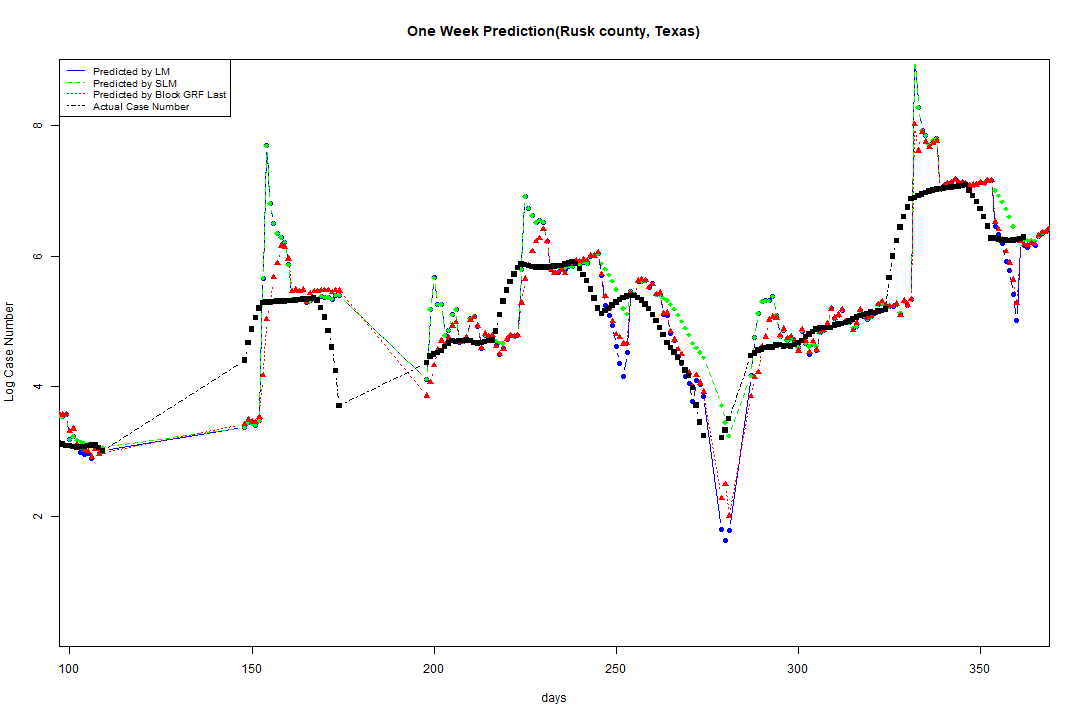 One Week Prediction(Rusk county, Texas)
Predicted by LM
Predicted by SLM
Predicted by Block GRF Last
Actual Case Number
8
6
4
2
Log Case Number
100 150 200 250 300 350
days